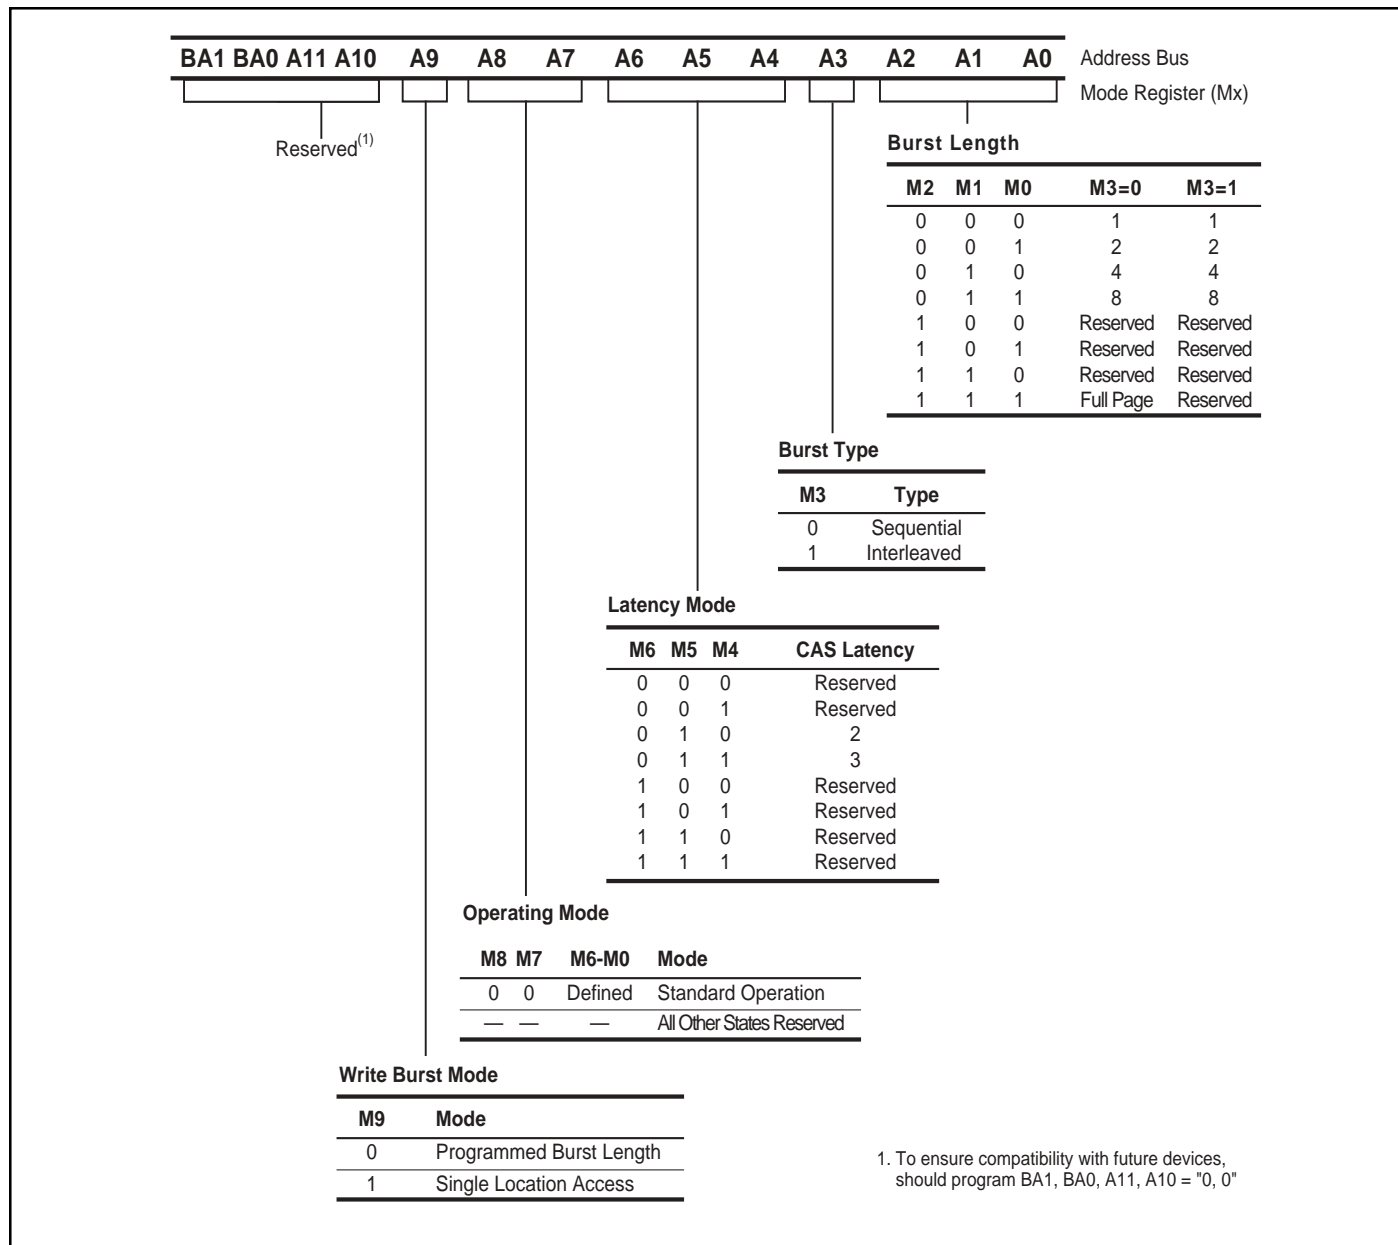 BA1 BA0 A11 A10 A9 A8 A7 A6 A5 A4 A3 A2 A1 A0 Address Bus
Mode Register (Mx)
Reserved(1)
Burst Length
M2 M1 M0 M3=0 M3=1
0 0 0 1 1
0 0 1 2 2
0 1 0 4 4
0 1 1 8 8
1 0 0 Reserved Reserved
1 0 1 Reserved Reserved
1 1 0 Reserved Reserved
1 1 1 Full Page Reserved
Burst Type
M3 Type
0 Sequential
1 Interleaved
Latency Mode
M6 M5 M4 CAS Latency
0 0 0 Reserved
0 0 1 Reserved
0 1 0 2
0 1 1 3
1 0 0 Reserved
1 0 1 Reserved
1 1 0 Reserved
1 1 1 Reserved
Operating Mode
M8 M7 M6-M0 Mode
0 0 Defined Standard Operation
— — — All Other States Reserved
Write Burst Mode
M9 Mode
0 Programmed Burst Length
1 Single Location Access
1. To ensure compatibility with future devices,
should program BA1, BA0, A11, A10 = "0, 0"